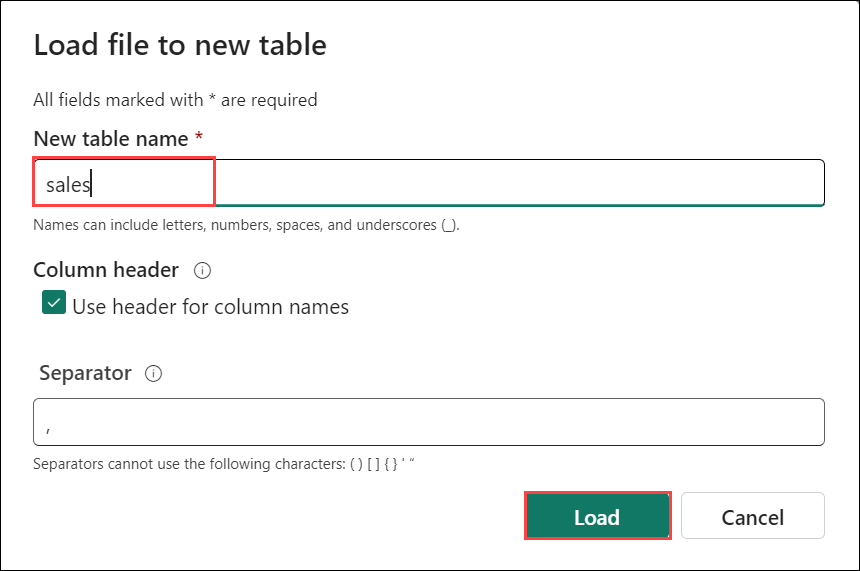 Load file to new table
All fields marked with * are required
New table name *
sales
Names can include letters, numbers, spaces, and underscores (_).
Column header
Use header for column names
Separator
,
Separators cannot use the following characters: ( ) [ ] { } ' “
Load Cancel